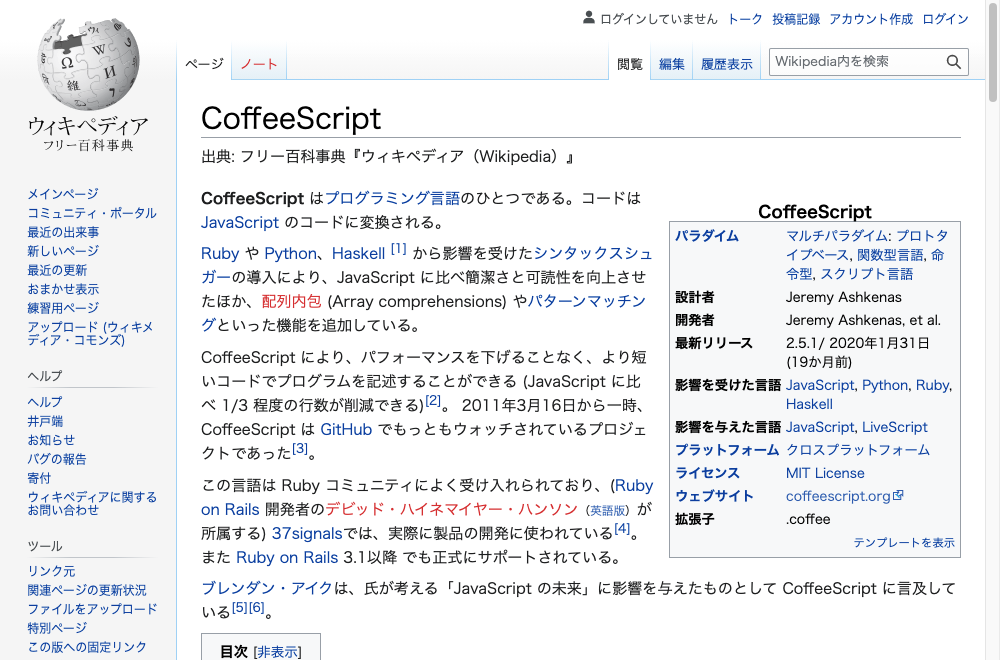 ログインしていません トーク 投稿記録 アカウント作成 ログイン
ページ ノート 閲覧 編集 履歴表示 Wikipedia内を検索
Ω W И 維
ウィキペディア
フリー百科事典
メインページ
コミュニティ・ポータル
最近の出来事
新しいページ
最近の更新
おまかせ表示
練習用ページ
アップロード (ウィキメ
ディア・コモンズ)
ヘルプ
ヘルプ
井戸端
お知らせ
バグの報告
寄付
ウィキペディアに関する
お問い合わせ
ツール
リンク元
関連ページの更新状況
ファイルをアップロード
特別ページ
この版への固定リンク
CoffeeScript
出典: フリー百科事典『ウィキペディア（Wikipedia）』
CoffeeScript はプログラミング言語のひとつである。コードは
JavaScript のコードに変換される。
Ruby や Python、Haskell [1] から影響を受けたシンタックスシュ
ガーの導入により、JavaScript に比べ簡潔さと可読性を向上させ
たほか、配列内包 (Array comprehensions) やパターンマッチン
グといった機能を追加している。
CoffeeScript により、パフォーマンスを下げることなく、より短
いコードでプログラムを記述することができる (JavaScript に比
べ 1/3 程度の行数が削減できる)[2]。 2011年3月16日から一時、
CoffeeScript は GitHub でもっともウォッチされているプロジェ
クトであった[3]。
この言語は Ruby コミュニティによく受け入れられており、(Ruby
on Rails 開発者のデビッド・ハイネマイヤー・ハンソン（英語版）が
所属する) 37signalsでは、実際に製品の開発に使われている[4]。
また Ruby on Rails 3.1以降 でも正式にサポートされている。
ブレンダン・アイクは、氏が考える「JavaScript の未来」に影響を与えたものとして CoffeeScript に言及して
いる[5][6]。
目次 [非表示]
CoffeeScript
パラダイム マルチパラダイム: プロトタ
イプベース, 関数型言語, 命
令型, スクリプト言語
設計者 Jeremy Ashkenas
開発者 Jeremy Ashkenas, et al.
最新リリース 2.5.1/ 2020年1月31日
(19か月前)
影響を受けた言語 JavaScript, Python, Ruby,
Haskell
影響を与えた言語 JavaScript, LiveScript
プラットフォーム クロスプラットフォーム
ライセンス MIT License
ウェブサイト coffeescript.org
拡張子 .coffee
テンプレートを表示